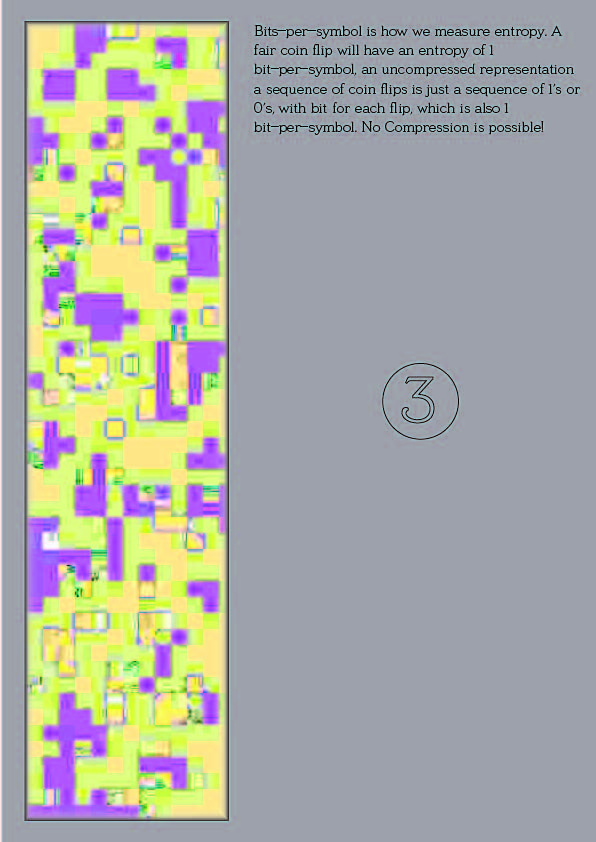 Bits-per-symbol is how we measure entropy. A
fair coin flip will have an entropy of 1
bit-per-symbol, an uncompressed representation
a sequence of coin flips is just a sequence of 1's or
0's, with bit for each flip, which is also 1
bit-per-symbol. No Compression is possible!
3